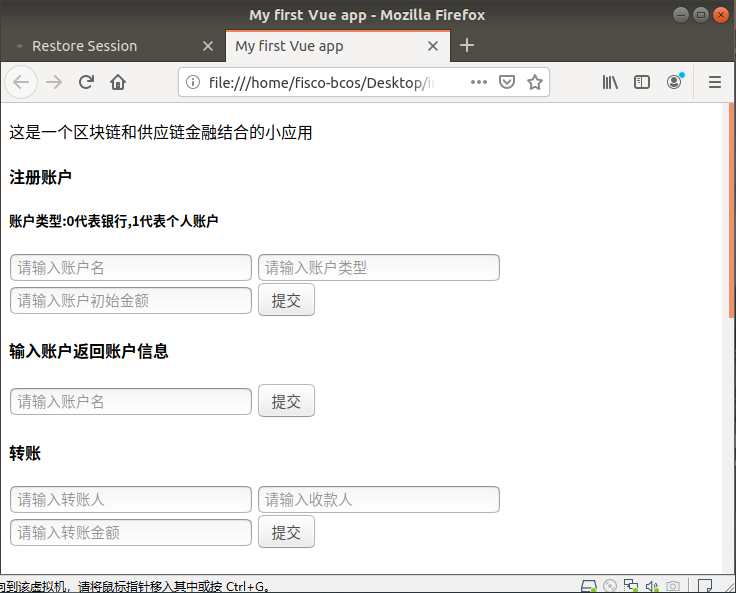 My first Vue app - Mozilla Firefox
Restore Session
My first Vue app
file:///home/fisco-bcos/Desktop/i
这是一个区块链和供应链金融结合的小应用
注册账户
账户类型:0代表银行,1代表个人账户
请输入账户名 请输入账户类型
请输入账户初始金额 提交
输入账户返回账户信息
请输入账户名 提交
转账
请输入转账人 请输入收款人
请输入转账金额 提交
到该虚拟机，请将鼠标指针移入其中或按 Ctrl+G。